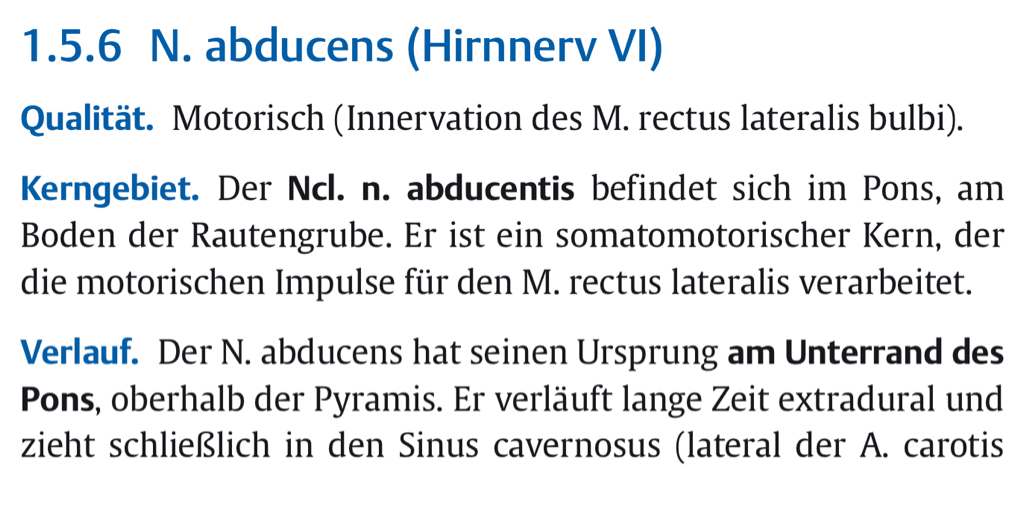 1.5.6 N. abducens (Hirnnerv VI)
Qualität. Motorisch (Innervation des M. rectus lateralis bulbi).
Kerngebiet. Der Ncl. n. abducentis befindet sich im Pons, am
Boden der Rautengrube. Er ist ein somatomotorischer Kern, der
die motorischen Impulse für den M. rectus lateralis verarbeitet.
Verlauf. Der N. abducens hat seinen Ursprung am Unterrand des
Pons, oberhalb der Pyramis. Er verläuft lange Zeit extradural und
zieht schließlich in den Sinus cavernosus (lateral der A. carotis